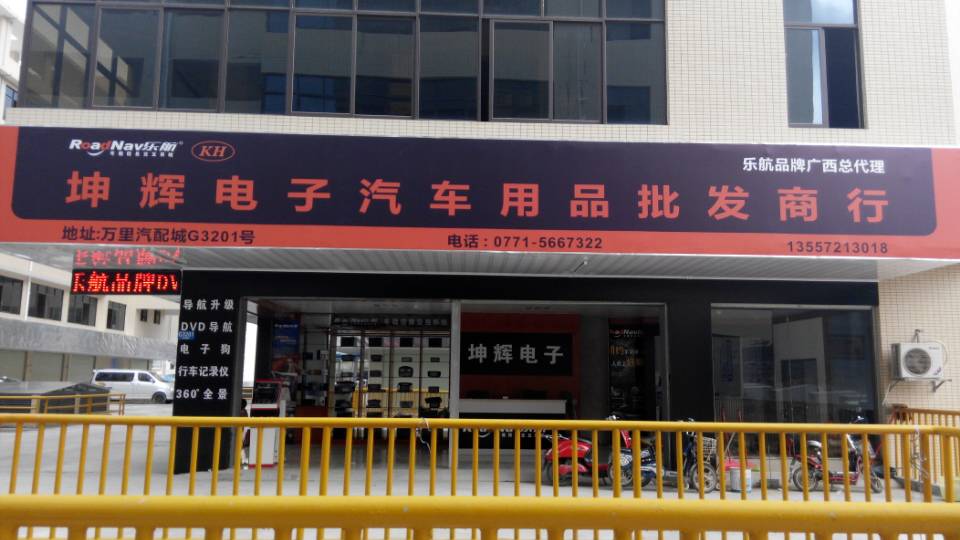 RoadNav乐航® KH
乐航品牌广西总代理
坤辉电子汽车用品批发商行
地址:万里汽配城G3201号
电话：0771-5667322
13557213018
乐航品牌DV
导航升级
DVD导航
G3201
电子狗
行车记录仪
360°全景
坤辉电子
RoadNav